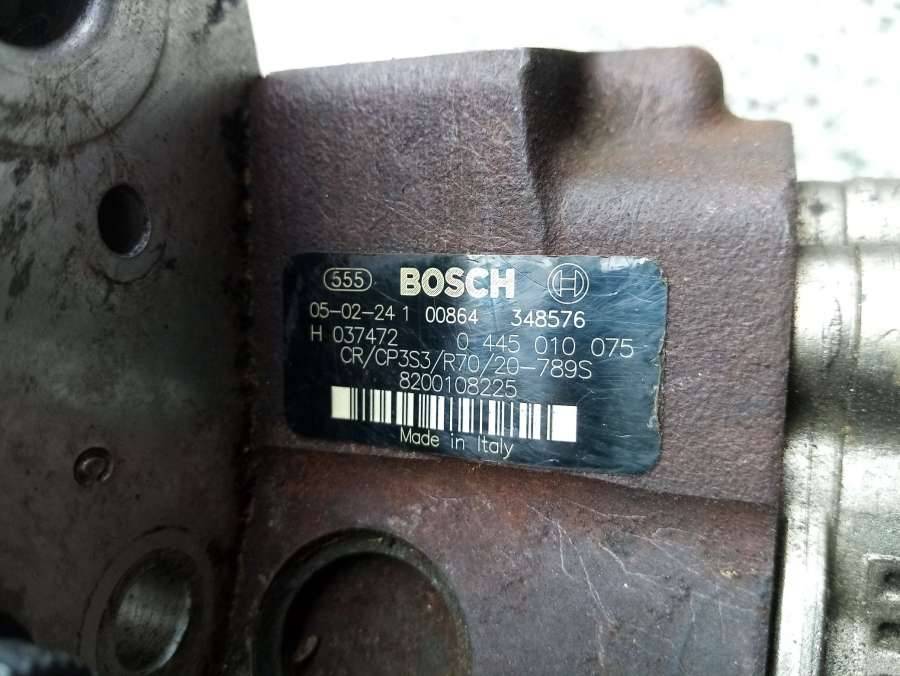 555 BOSCH
05-02-24 1 00864 348576
H 037472 0 445 010 075
CR/CP3S3/R70/20-789S
8200108225
Made in Italy